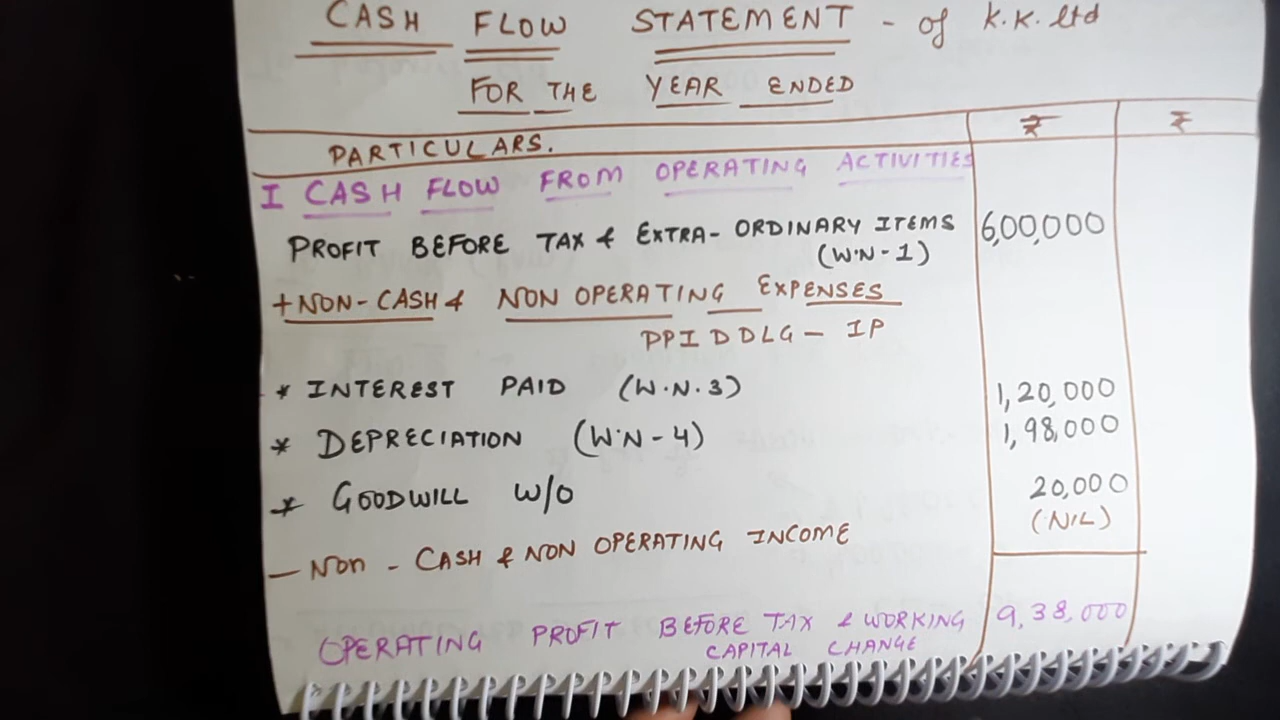 CASH FLOW STATEMENT - of K.K. ltd
FOR THE YEAR ENDED
PARTICULARS. ₹ ₹
I CASH FLOW FROM OPERATING ACTIVITIES
PROFIT BEFORE TAX & EXTRA-ORDINARY ITEMS 6,00,000
(W.N-1)
+ NON-CASH & NON OPERATING EXPENSES
PPIDDLG - IP
* INTEREST PAID (W.N.3) 1,20,000
* DEPRECIATION (W.N-4) 1,98,000
* GOODWILL W/O 20,000
- NON - CASH & NON OPERATING INCOME (NIL)
OPERATING PROFIT BEFORE TAX & WORKING 9,38,000
CAPITAL CHANGE